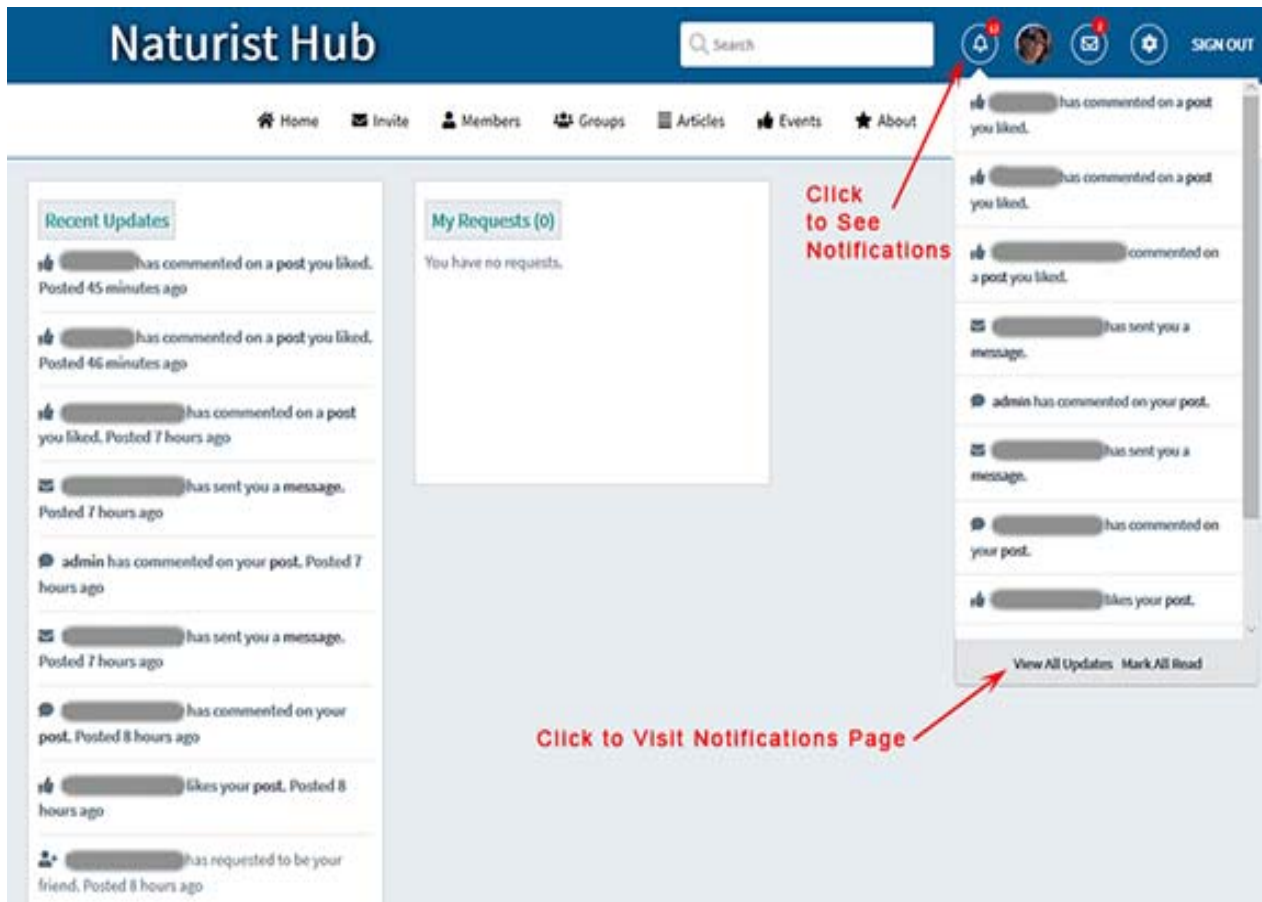 Naturist Hub
Search
SIGN OUT
Home Invite Members Groups Articles Events About
Recent Updates
has commented on a post you liked.
Posted 45 minutes ago
has commented on a post you liked.
Posted 46 minutes ago
has commented on a post
you liked. Posted 7 hours ago
has sent you a message.
Posted 7 hours ago
admin has commented on your post. Posted 7
hours ago
has sent you a message.
Posted 7 hours ago
has commented on your
post. Posted 8 hours ago
likes your post. Posted 8
hours ago
has requested to be your
friend. Posted 8 hours ago
My Requests (0)
You have no requests.
Click
to See
Notifications
has commented on a post
you liked.
has commented on a post
you liked.
commented on
a post you liked.
has sent you a
message.
admin has commented on your post.
has sent you a
message.
has commented on
your post.
likes your post.
View All Updates Mark All Read
Click to Visit Notifications Page